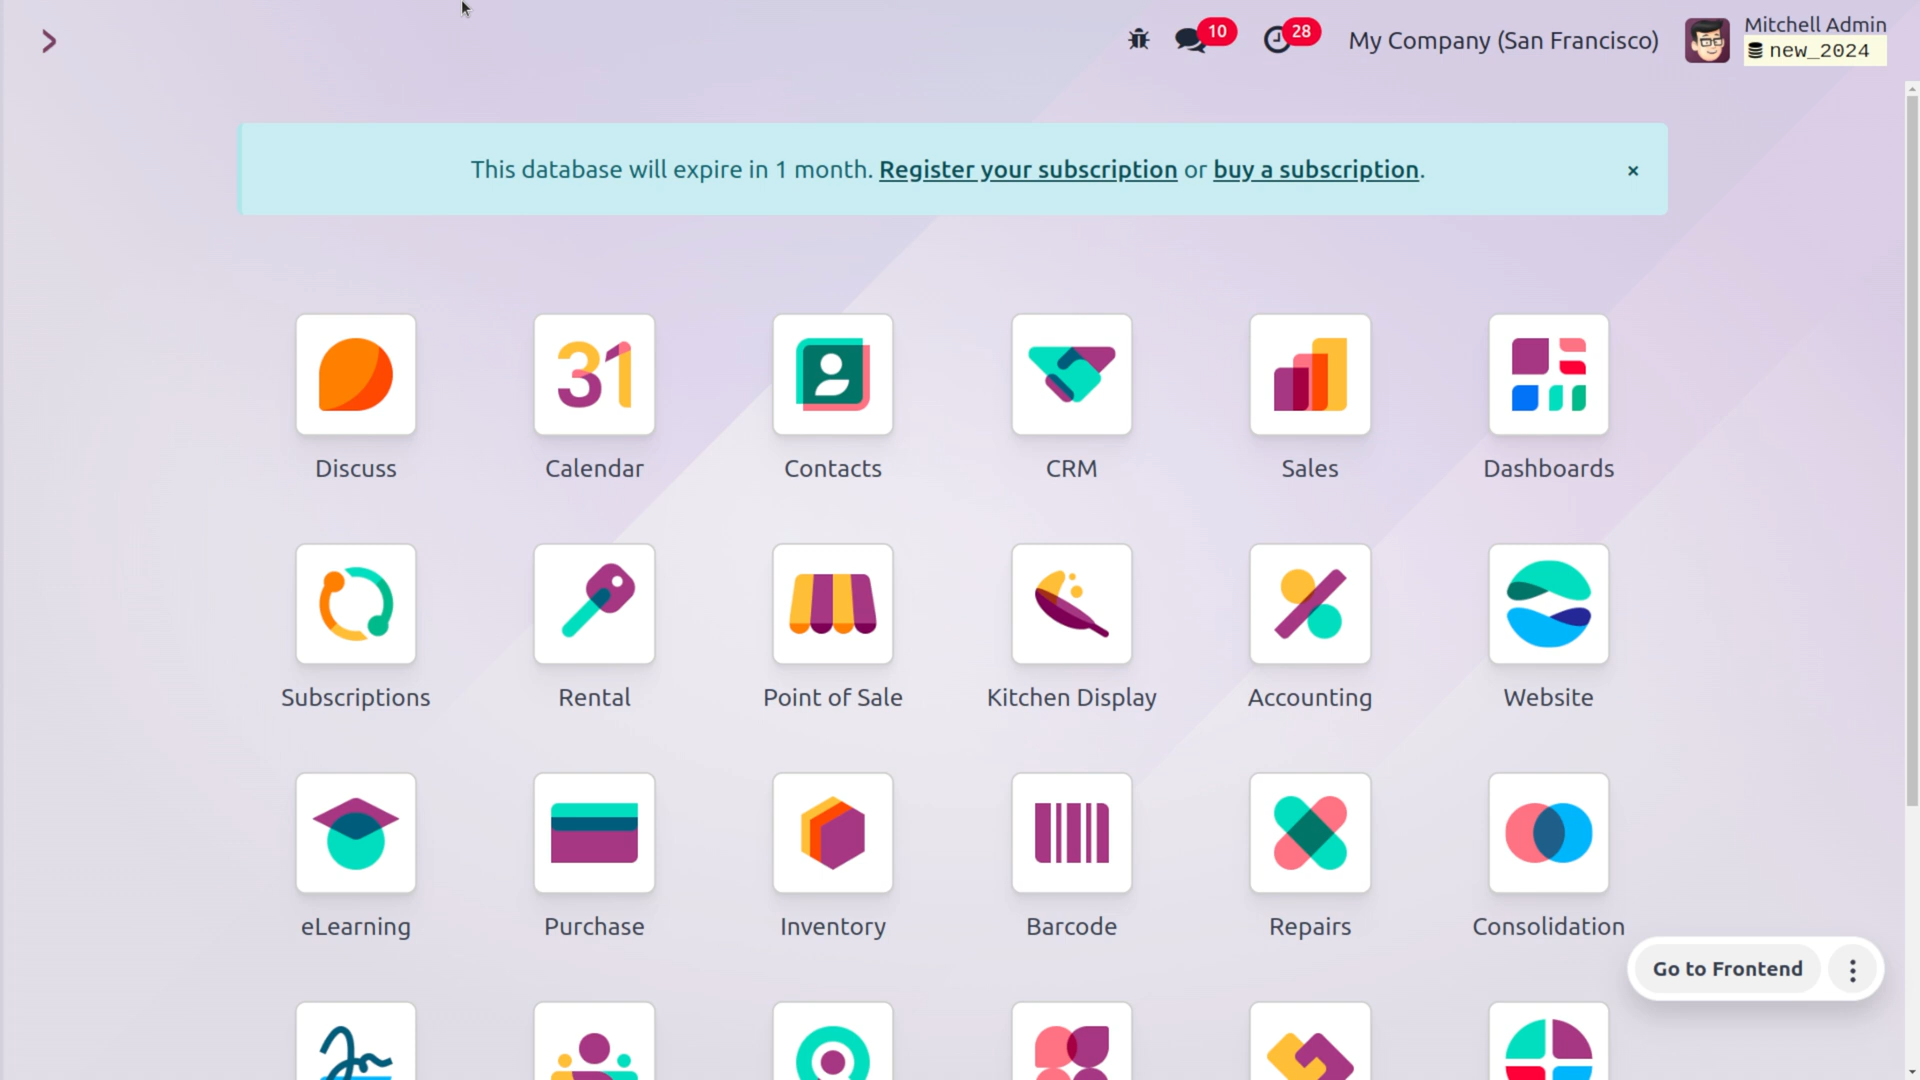 10
28
My Company (San Francisco)
Mitchell Admin
new_2024
This database will expire in 1 month. Register your subscription or buy a subscription.
×
31
Discuss
Calendar
Contacts
CRM
Sales
Dashboards
Subscriptions
Rental
Point of Sale
Kitchen Display
Accounting
Website
eLearning
Purchase
Inventory
Barcode
Repairs
Consolidation
Go to Frontend